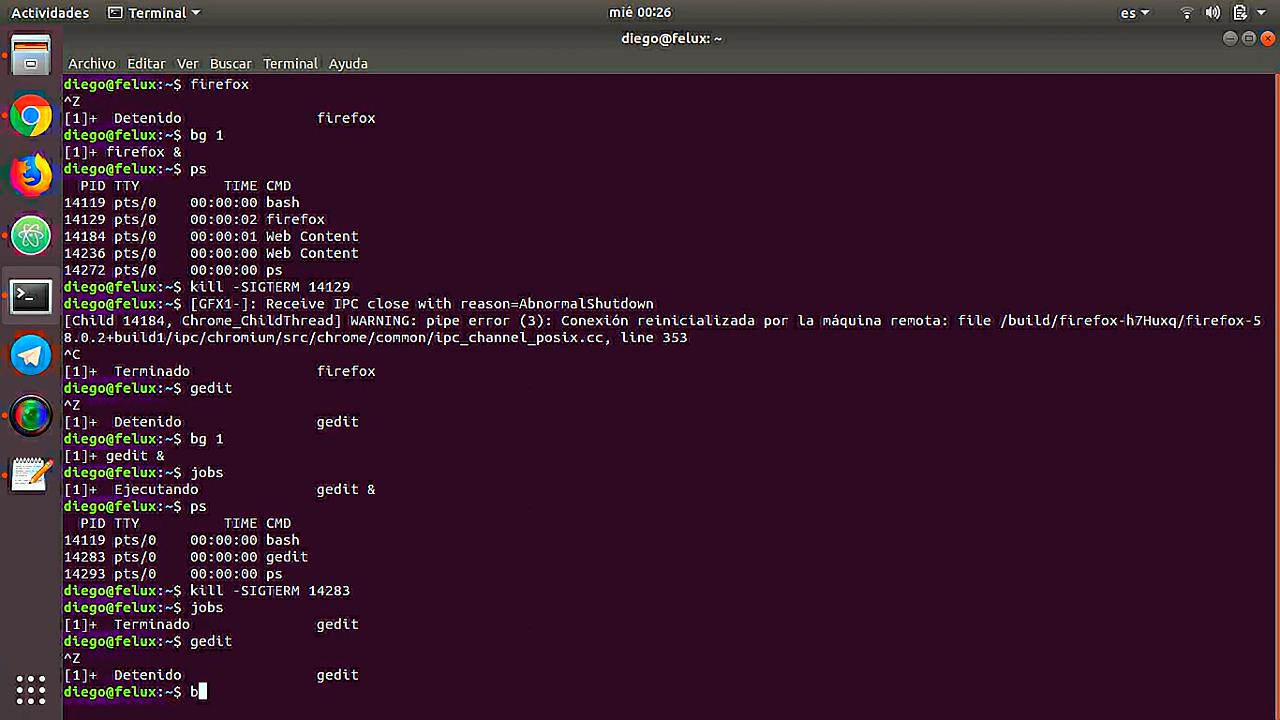 Actividades Terminal mié 00:26 es
diego@felux: ~
Archivo Editar Ver Buscar Terminal Ayuda
diego@felux:~$ firefox
^Z
[1]+  Detenido                firefox
diego@felux:~$ bg 1
[1]+ firefox &
diego@felux:~$ ps
  PID TTY          TIME CMD
14119 pts/0    00:00:00 bash
14129 pts/0    00:00:02 firefox
14184 pts/0    00:00:01 Web Content
14236 pts/0    00:00:00 Web Content
14272 pts/0    00:00:00 ps
diego@felux:~$ kill -SIGTERM 14129
diego@felux:~$ [GFX1-]: Receive IPC close with reason=AbnormalShutdown
[Child 14184, Chrome_ChildThread] WARNING: pipe error (3): Conexión reinicializada por la máquina remota: file /build/firefox-h7Huxq/firefox-5
8.0.2+build1/ipc/chromium/src/chrome/common/ipc_channel_posix.cc, line 353
^C
[1]+  Terminado               firefox
diego@felux:~$ gedit
^Z
[1]+  Detenido                gedit
diego@felux:~$ bg 1
[1]+ gedit &
diego@felux:~$ jobs
[1]+  Ejecutando              gedit &
diego@felux:~$ ps
  PID TTY          TIME CMD
14119 pts/0    00:00:00 bash
14283 pts/0    00:00:00 gedit
14293 pts/0    00:00:00 ps
diego@felux:~$ kill -SIGTERM 14283
diego@felux:~$ jobs
[1]+  Terminado               gedit
diego@felux:~$ gedit
^Z
[1]+  Detenido                gedit
diego@felux:~$ b